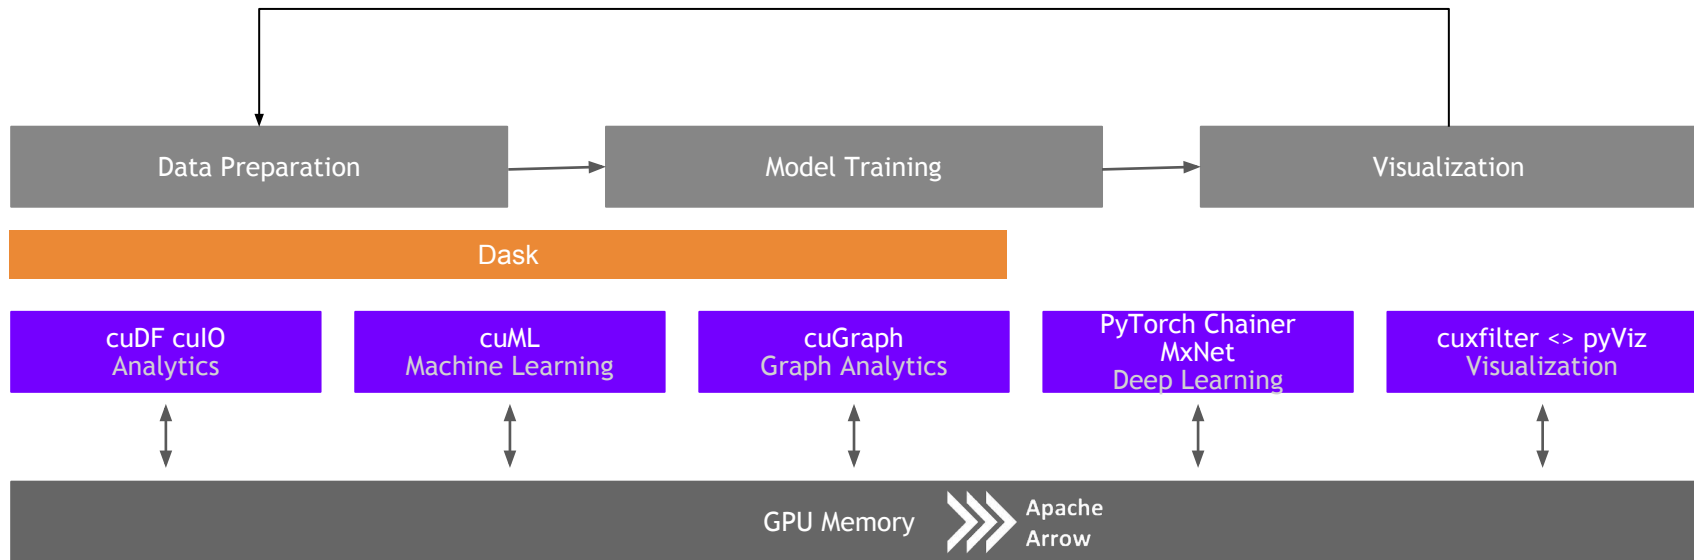 Data Preparation
Model Training
Visualization
Dask
cuDF cuIO
Analytics
cuML
Machine Learning
cuGraph
Graph Analytics
PyTorch Chainer
MxNet
Deep Learning
cuxfilter <> pyViz
Visualization
GPU Memory
Apache
Arrow